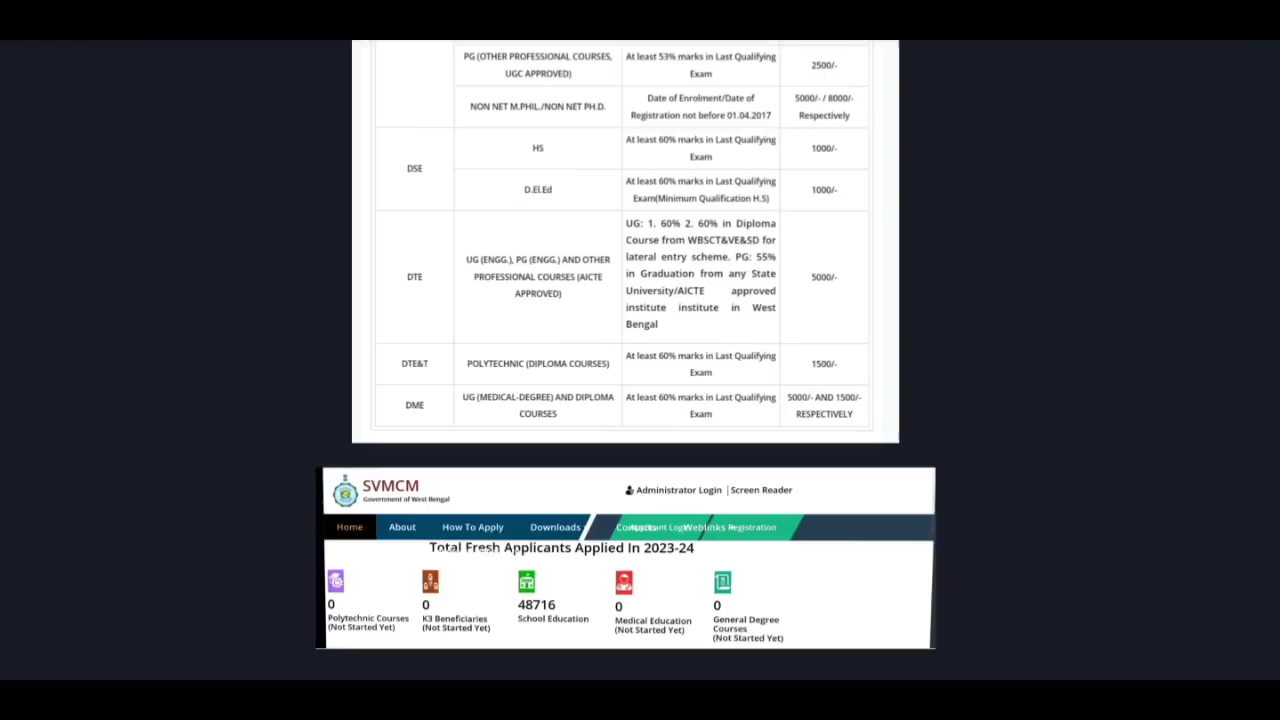 PG (OTHER PROFESSIONAL COURSES,
UGC APPROVED)
At least 53% marks in Last Qualifying
Exam
2500/-
NON NET M.PHIL./NON NET PH.D.
Date of Enrolment/Date of
Registration not before 01.04.2017
5000/- / 8000/-
Respectively
DSE
HS
At least 60% marks in Last Qualifying
Exam
1000/-
D.El.Ed
At least 60% marks in Last Qualifying
Exam(Minimum Qualification H.S)
1000/-
DTE
UG (ENGG.), PG (ENGG.) AND OTHER
PROFESSIONAL COURSES (AICTE
APPROVED)
UG: 1. 60% 2. 60% in Diploma
Course from WBSCT&VE&SD for
lateral entry scheme. PG: 55%
in Graduation from any State
University/AICTE approved
institute institute in West
Bengal
5000/-
DTE&T
POLYTECHNIC (DIPLOMA COURSES)
At least 60% marks in Last Qualifying
Exam
1500/-
DME
UG (MEDICAL-DEGREE) AND DIPLOMA
COURSES
At least 60% marks in Last Qualifying
Exam
5000/- AND 1500/-
RESPECTIVELY
SVMCM
Government of West Bengal
Administrator Login | Screen Reader
Home About How To Apply Downloads Contacts Applicant Login Weblinks Registration
Total Fresh Applicants Applied In 2023-24
0
Polytechnic Courses
(Not Started Yet)
0
K3 Beneficiaries
(Not Started Yet)
48716
School Education
0
Medical Education
(Not Started Yet)
0
General Degree
Courses
(Not Started Yet)